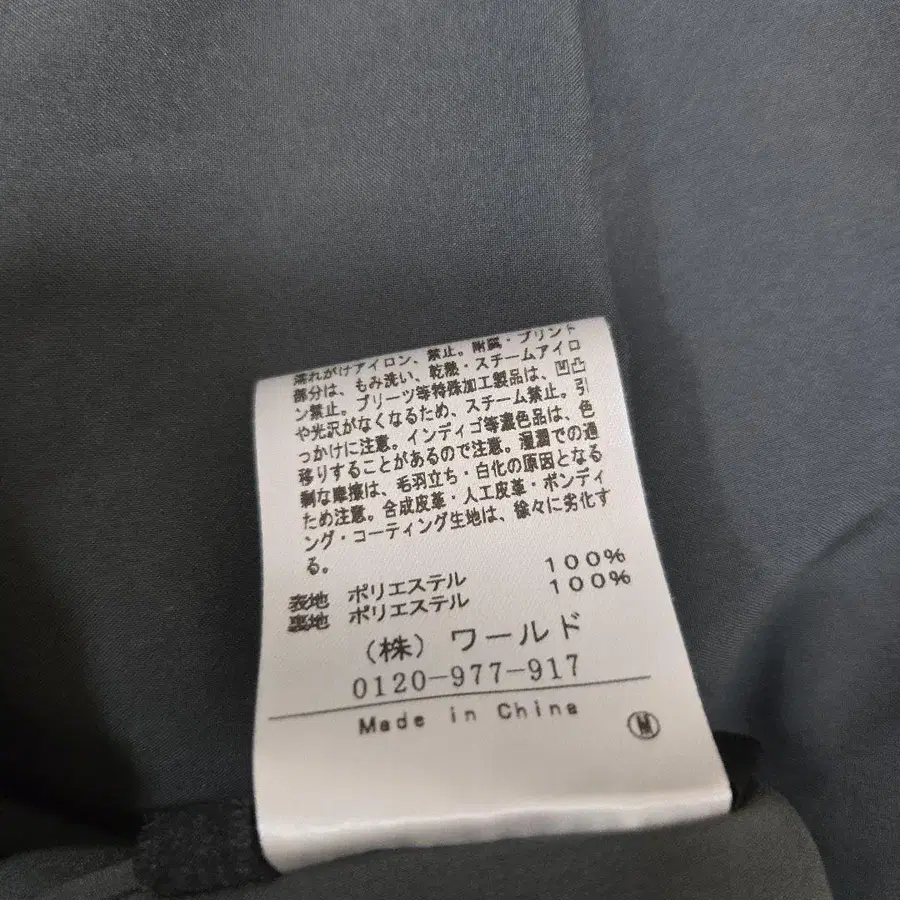 濡れがけアイロン、禁止。附属・プリント
部分は、もみ洗い、乾燥・スチームアイロ
ン禁止。プリーツ等特殊加工製品は、凹凸
や光沢がなくなるため、スチーム禁止。引
っかけに注意。インディゴ等濃色品は、色
移りすることがあるので注意。湿潤での過
剰な摩擦は、毛羽立ち・白化の原因となる
ため注意。合成皮革・人工皮革・ボンディ
ング・コーティング生地は、徐々に劣化す
る。
表地 ポリエステル 100%
裏地 ポリエステル 100%
(株) ワールド
0120-977-917
Made in China
M